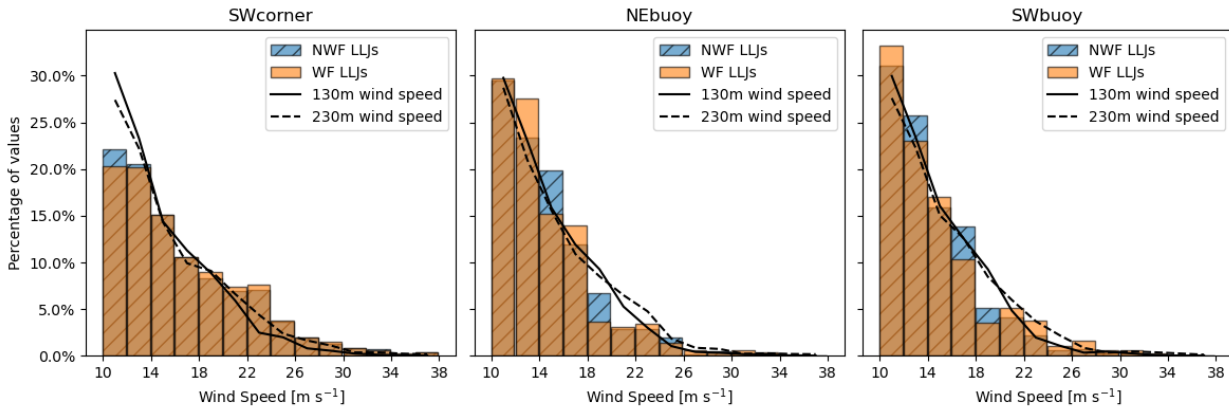 SWcorner
NEbuoy
SWbuoy
NWF LLJs
WF LLJs
130m wind speed
230m wind speed
NWF LLJs
WF LLJs
130m wind speed
230m wind speed
NWF LLJs
WF LLJs
130m wind speed
230m wind speed
Percentage of values
30.0%
25.0%
20.0%
15.0%
10.0%
5.0%
0.0%
10 14 18 22 26 30 34 38
10 14 18 22 26 30 34 38
10 14 18 22 26 30 34 38
Wind Speed [m s⁻¹]
Wind Speed [m s⁻¹]
Wind Speed [m s⁻¹]